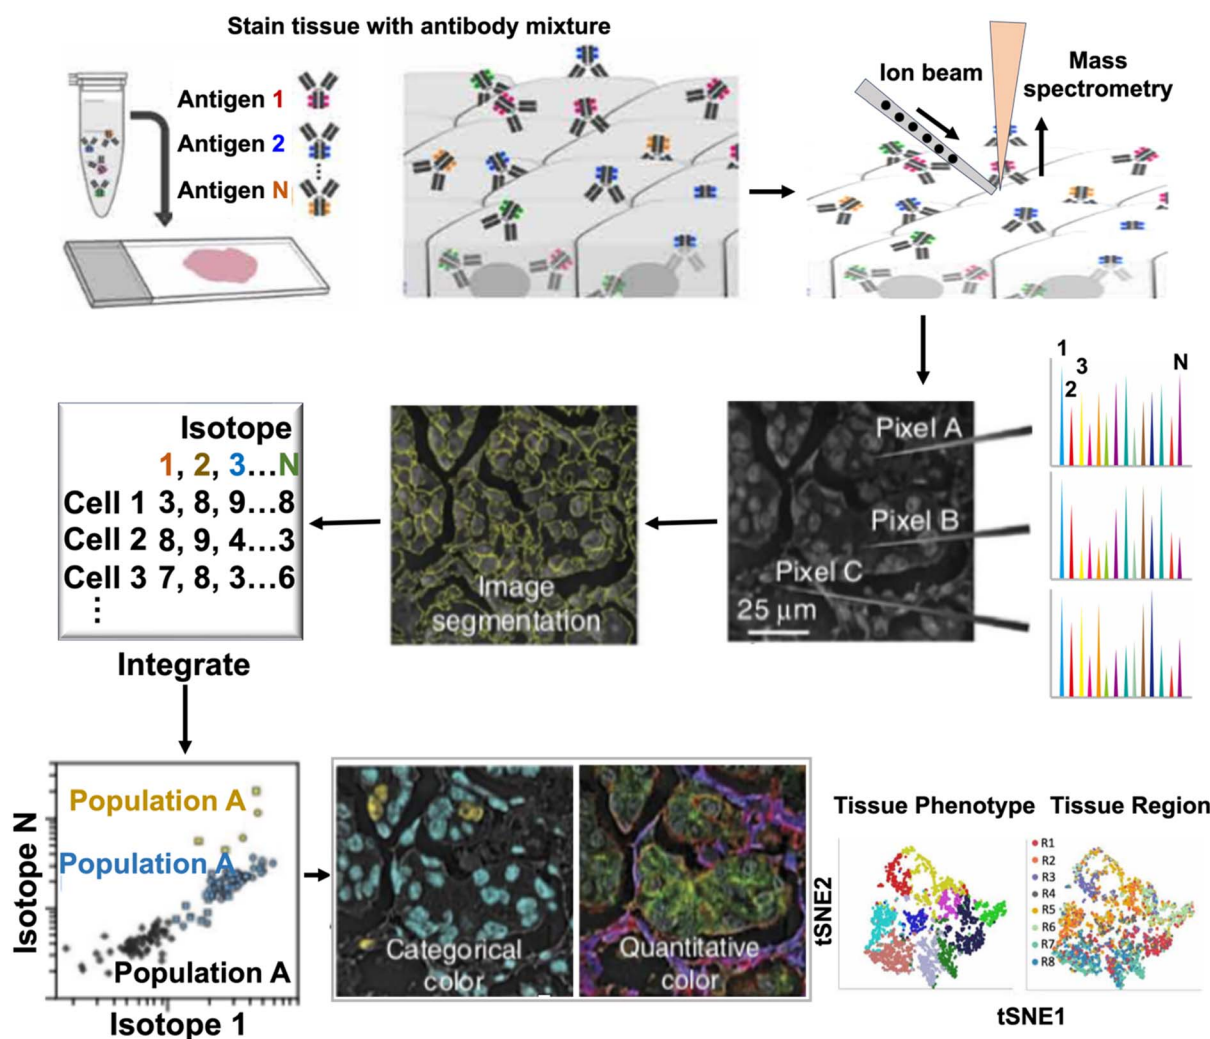 Stain tissue with antibody mixture
Antigen 1
Antigen 2
Antigen N
Ion beam
Mass
spectrometry
1
3
2
N
Pixel A
Pixel B
Pixel C
25 μm
Image
segmentation
Isotope
1, 2, 3...N
Cell 1 3, 8, 9...8
Cell 2 8, 9, 4...3
Cell 3 7, 8, 3...6
Integrate
Isotope N
Population A
Population A
Population A
Isotope 1
Categorical
color
Quantitative
color
Tissue Phenotype
Tissue Region
R1
R2
R3
R4
R5
R6
R7
R8
tSNE2
tSNE1